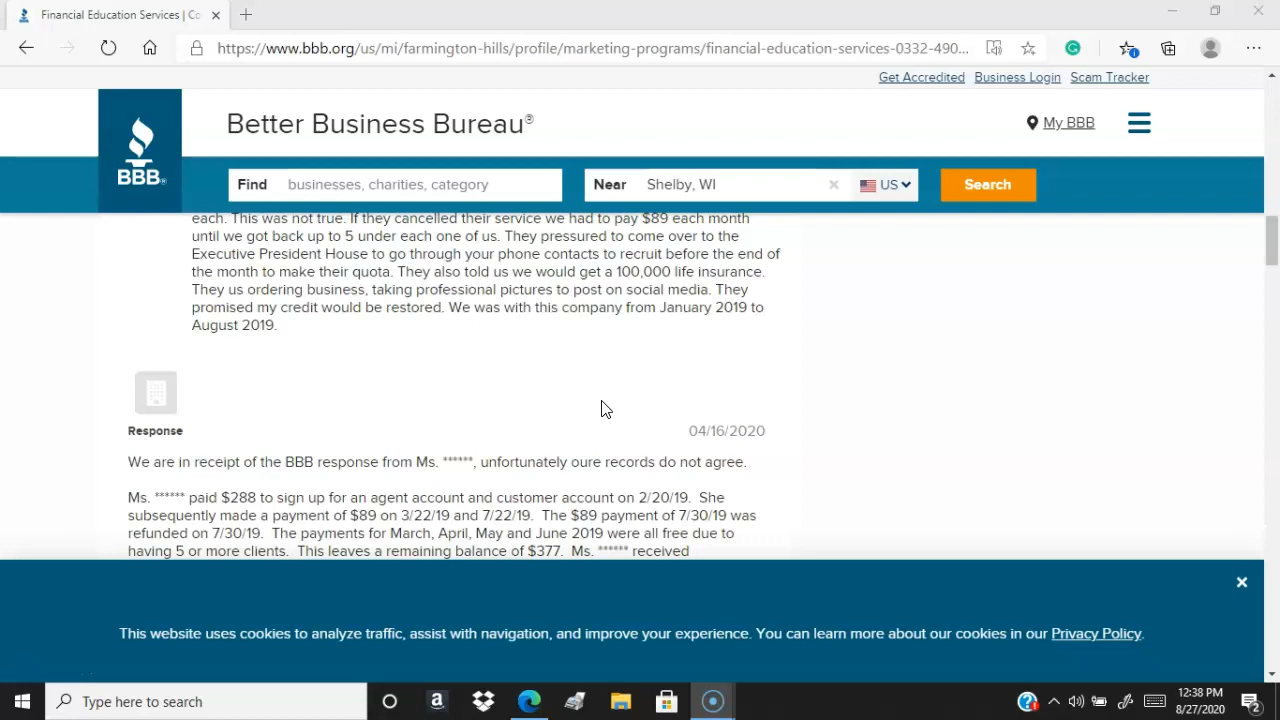 Financial Education Services | Co
https://www.bbb.org/us/mi/farmington-hills/profile/marketing-programs/financial-education-services-0332-490...
Get Accredited Business Login Scam Tracker
Better Business Bureau®
My BBB
BBB
Find businesses, charities, category Near Shelby, WI US Search
each. This was not true. If they cancelled their service we had to pay $89 each month
until we got back up to 5 under each one of us. They pressured to come over to the
Executive President House to go through your phone contacts to recruit before the end of
the month to make their quota. They also told us we would get a 100,000 life insurance.
They us ordering business, taking professional pictures to post on social media. They
promised my credit would be restored. We was with this company from January 2019 to
August 2019.
Response
04/16/2020
We are in receipt of the BBB response from Ms. ******, unfortunately oure records do not agree.
Ms. ****** paid $288 to sign up for an agent account and customer account on 2/20/19. She
subsequently made a payment of $89 on 3/22/19 and 7/22/19. The $89 payment of 7/30/19 was
refunded on 7/30/19. The payments for March, April, May and June 2019 were all free due to
having 5 or more clients. This leaves a remaining balance of $377. Ms. ****** received
This website uses cookies to analyze traffic, assist with navigation, and improve your experience. You can learn more about our cookies in our Privacy Policy.
Type here to search
12:38 PM
8/27/2020
2